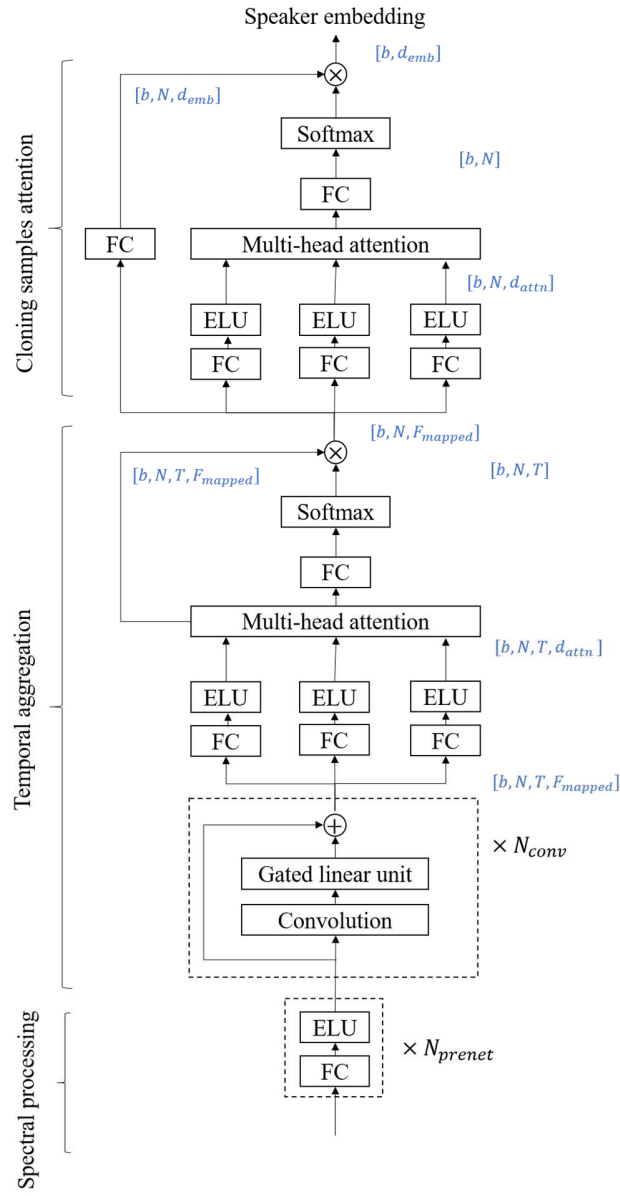 Speaker embedding
[b, d_emb]
×
[b, N, d_emb]
Softmax
[b, N]
FC
FC
Multi-head attention
Cloning samples attention
[b, N, d_attn]
ELU ELU ELU
FC FC FC
[b, N, F_mapped]
×
[b, N, T, F_mapped]
[b, N, T]
Softmax
FC
Multi-head attention
[b, N, T, d_attn]
Temporal aggregation
ELU ELU ELU
FC FC FC
[b, N, T, F_mapped]
+
× N_conv
Gated linear unit
Convolution
ELU
× N_prenet
FC
Spectral processing